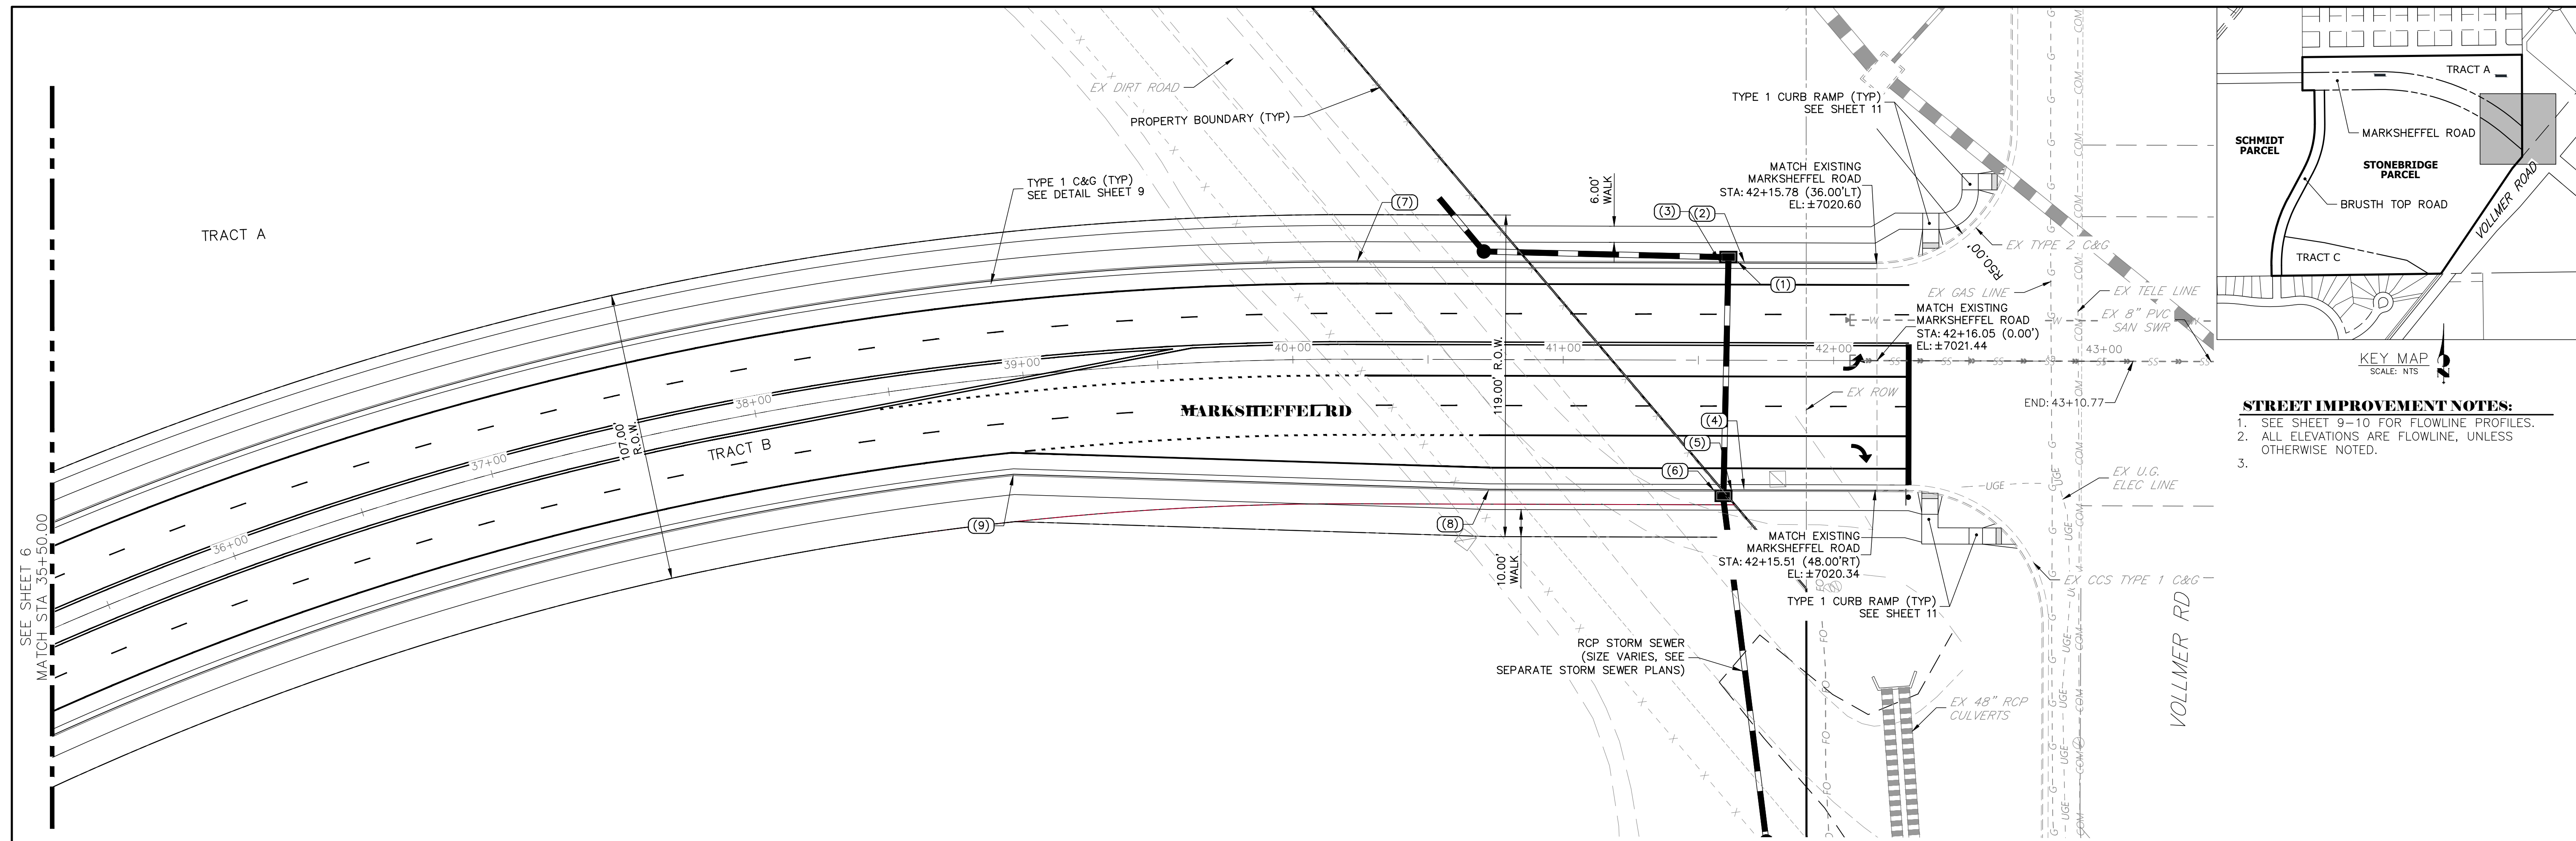 EX DIRT ROAD
PROPERTY BOUNDARY (TYP)
TYPE 1 C&G (TYP)
SEE DETAIL SHEET 9
TRACT A
(7)
6.00'
WALK
(3)
(2)
(1)
TYPE 1 CURB RAMP (TYP)
SEE SHEET 11
MATCH EXISTING
MARKSHEFFEL ROAD
STA: 42+15.78 (36.00'LT)
EL: ±7020.60
R50.00'
EX TYPE 2 C&G
EX GAS LINE
EX TELE LINE
EX 8" PVC
SAN SWR
MATCH EXISTING
MARKSHEFFEL ROAD
STA: 42+16.05 (0.00')
EL: ±7021.44
END: 43+10.77
36+00
37+00
38+00
39+00
40+00
41+00
42+00
43+00
119.00' R.O.W.
107.00'
R.O.W.
MARKSHEFFEL RD
TRACT B
EX ROW
(4)
(5)
(6)
(8)
(9)
10.00'
WALK
MATCH EXISTING
MARKSHEFFEL ROAD
STA: 42+15.51 (48.00'RT)
EL: ±7020.34
TYPE 1 CURB RAMP (TYP)
SEE SHEET 11
RCP STORM SEWER
(SIZE VARIES, SEE
SEPARATE STORM SEWER PLANS)
EX U.G.
ELEC LINE
EX CCS TYPE 1 C&G
EX 48" RCP
CULVERTS
VOLLMER RD
SEE SHEET 6
MATCH STA 35+50.00
G
COM
W
SS
UGE
FO
X
TRACT A
MARKSHEFFEL ROAD
SCHMIDT
PARCEL
STONEBRIDGE
PARCEL
BRUSTH TOP ROAD
VOLLMER ROAD
TRACT C
KEY MAP
SCALE: NTS
STREET IMPROVEMENT NOTES:
1. SEE SHEET 9-10 FOR FLOWLINE PROFILES.
2. ALL ELEVATIONS ARE FLOWLINE, UNLESS
OTHERWISE NOTED.
3.